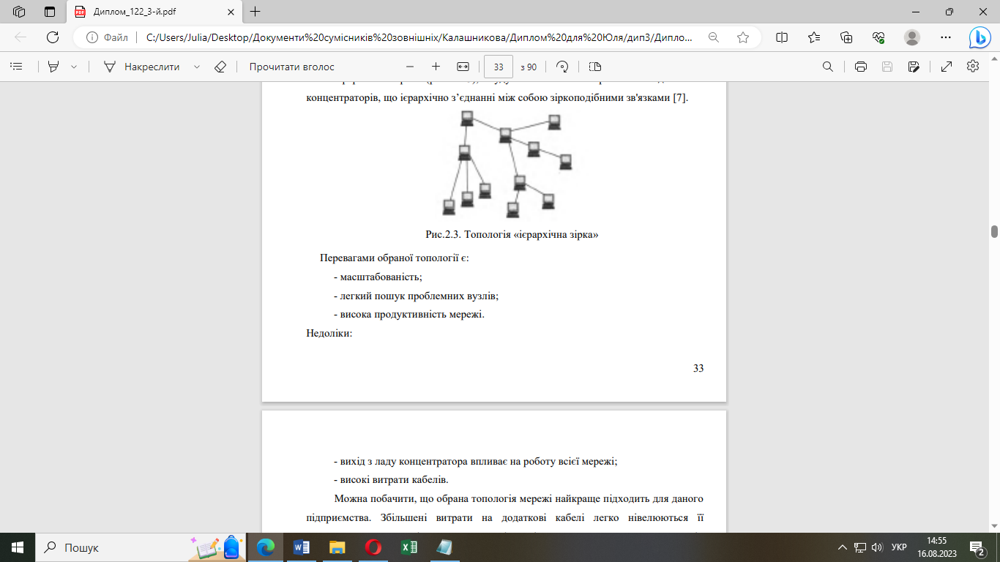 Диплом_122_3-й.pdf
Файл
C:/Users/Julia/Desktop/Документи%20сумісників%20зовнішніх/Калашникова/Диплом%20для%20Юля/дип3/Дипло...
Накреслити
Прочитати вголос
33
з 90
концентраторів, що ієрархічно з’єднанні між собою зіркоподібними зв'язками [7].
Рис.2.3. Топологія «ієрархічна зірка»
Перевагами обраної топології є:
- масштабованість;
- легкий пошук проблемних вузлів;
- висока продуктивність мережі.
Недоліки:
33
- вихід з ладу концентратора впливає на роботу всієї мережі;
- високі витрати кабелів.
Можна побачити, що обрана топологія мережі найкраще підходить для даного
підприємства. Збільшені витрати на додаткові кабелі легко нівелюються її
Пошук
УКР
14:55
16.08.2023
2